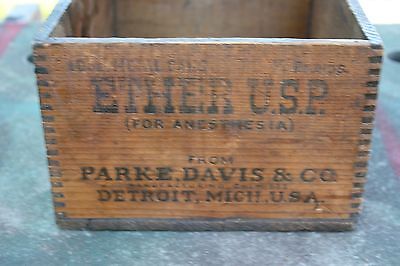 ETHER U.S.P.
(FOR ANESTHESIA)
FROM
PARKE, DAVIS & CO.
DETROIT, MICH. U.S.A.